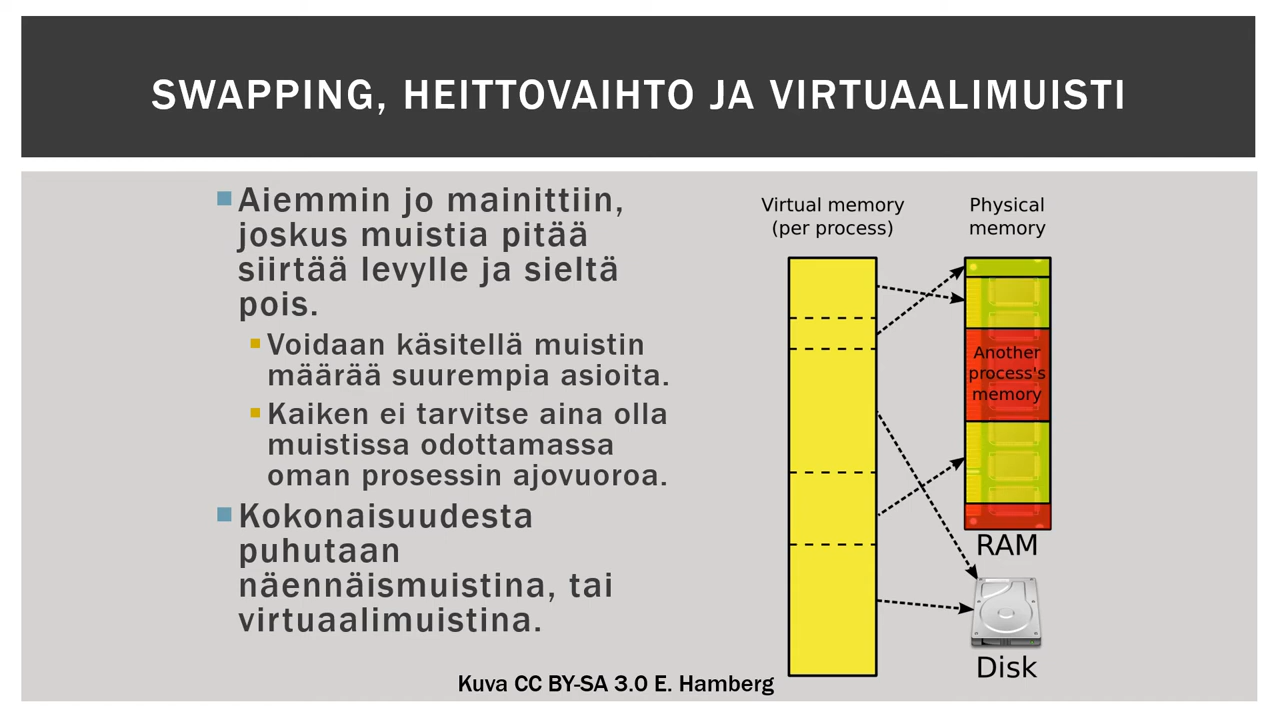 SWAPPING, HEITTOVAIHTO JA VIRTUAALIMUISTI
Aiemmin jo mainittiin,
joskus muistia pitää
siirtää levylle ja sieltä
pois.
Voidaan käsitellä muistin
määrää suurempia asioita.
Kaiken ei tarvitse aina olla
muistissa odottamassa
oman prosessin ajovuoroa.
Kokonaisuudesta
puhutaan
näennäismuistina, tai
virtuaalimuistina.
Virtual memory
(per process)
Physical
memory
Another
process's
memory
RAM
Disk
Kuva CC BY-SA 3.0 E. Hamberg